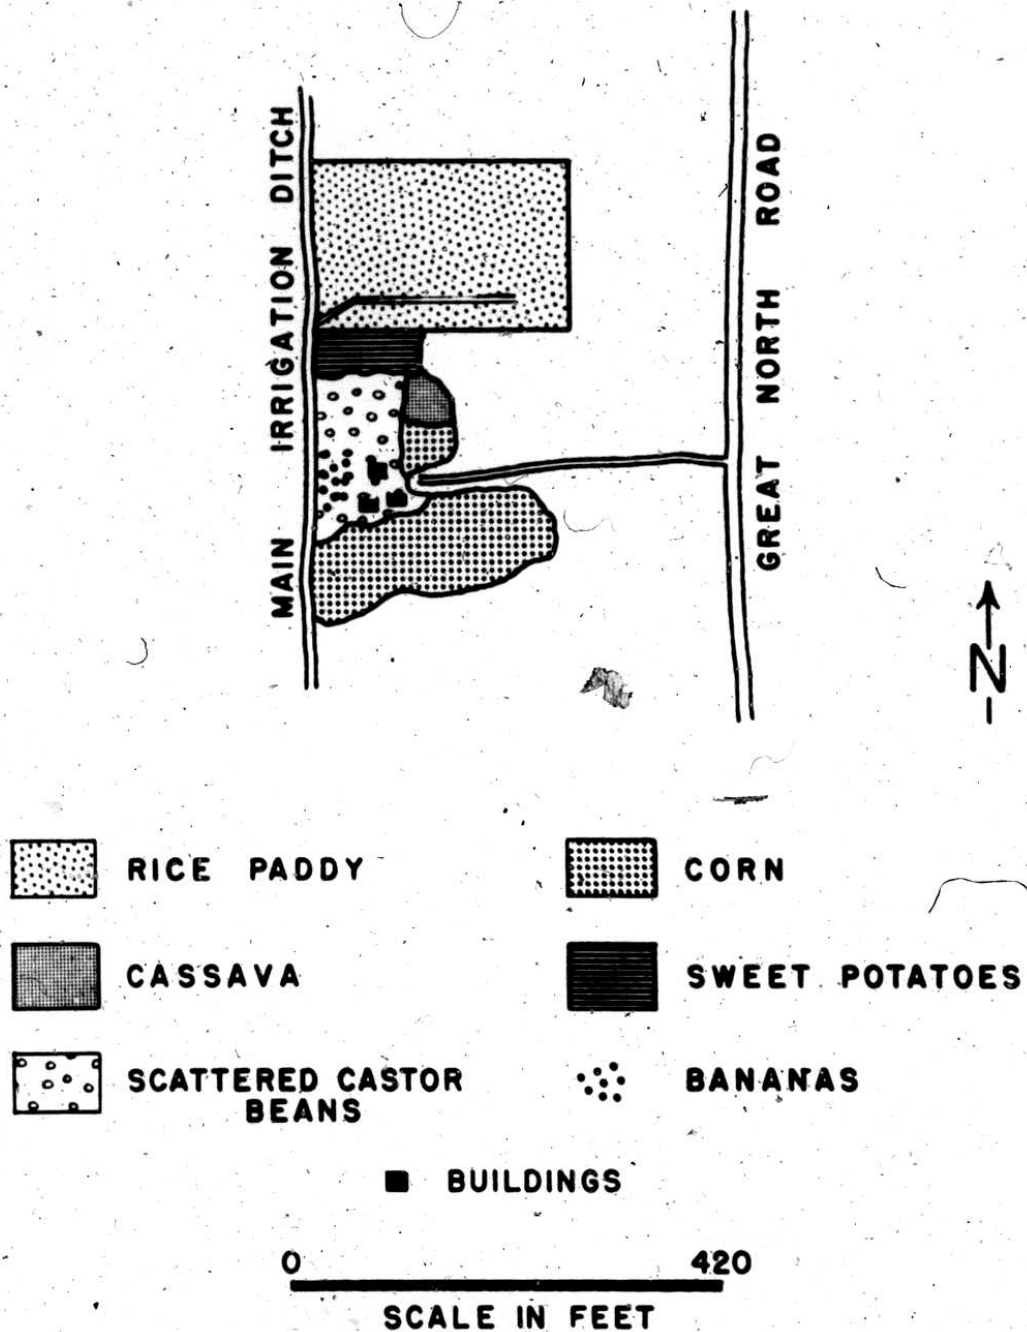 MAIN IRRIGATION DITCH
GREAT NORTH ROAD
N
RICE PADDY
CORN
CASSAVA
SWEET POTATOES
SCATTERED CASTOR
BEANS
BANANAS
BUILDINGS
0 420
SCALE IN FEET